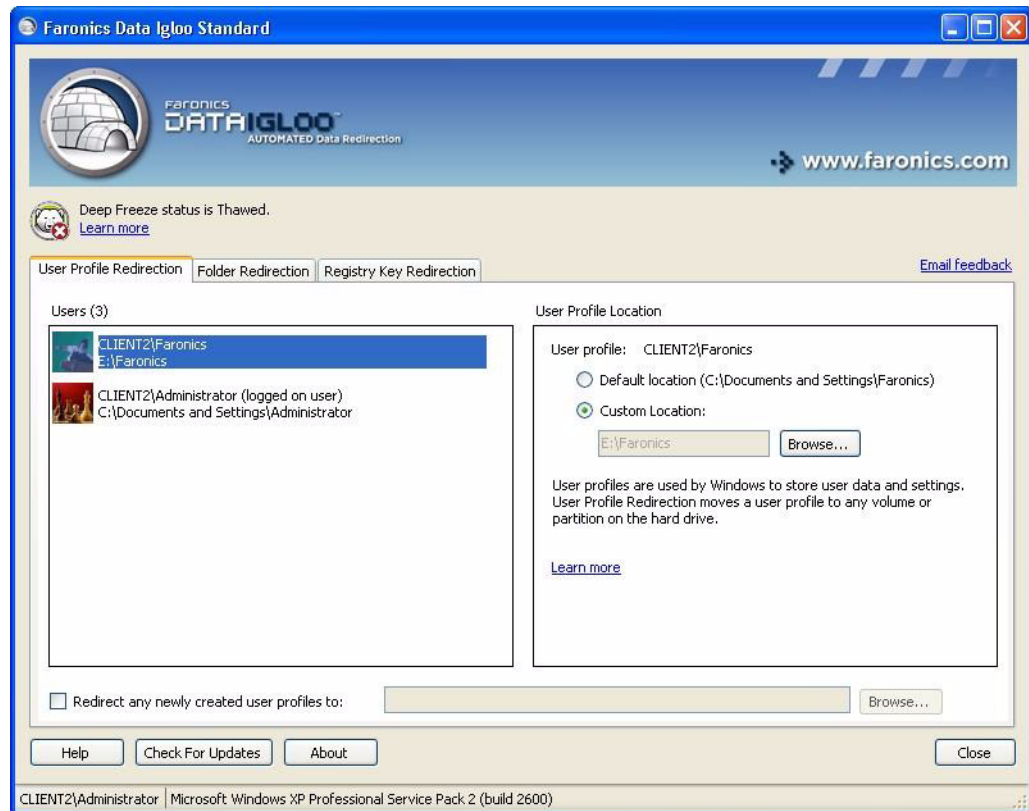 Faronics Data Igloo Standard
FARONICS
DATAIGLOO™
AUTOMATED Data Redirection
www.faronics.com
Deep Freeze status is Thawed.
Learn more
User Profile Redirection
Folder Redirection
Registry Key Redirection
Email feedback
Users (3)
CLIENT2\Faronics
E:\Faronics
CLIENT2\Administrator (logged on user)
C:\Documents and Settings\Administrator
User Profile Location
User profile: CLIENT2\Faronics
Default location (C:\Documents and Settings\Faronics)
Custom Location:
E:\Faronics
Browse...
User profiles are used by Windows to store user data and settings.
User Profile Redirection moves a user profile to any volume or
partition on the hard drive.
Learn more
Redirect any newly created user profiles to:
Browse...
Help
Check For Updates
About
Close
CLIENT2\Administrator
Microsoft Windows XP Professional Service Pack 2 (build 2600)